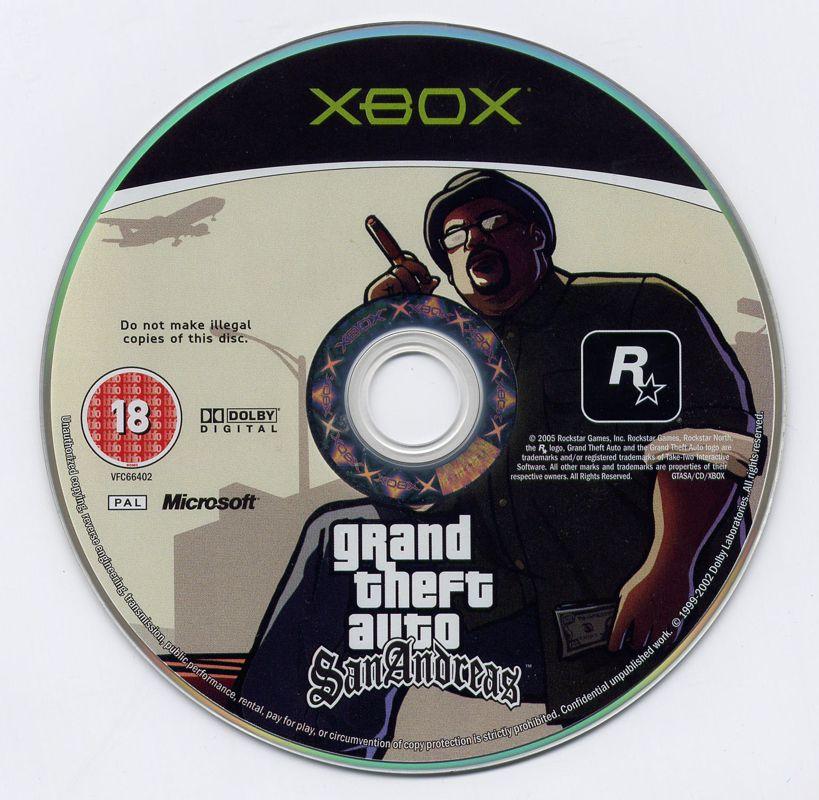 XBOX
Do not make illegal
copies of this disc.
18
VFC66402
PAL
Microsoft
DOLBY
DIGITAL
XBOX
R
© 2005 Rockstar Games, Inc. Rockstar Games, Rockstar North,
the R logo, Grand Theft Auto and the Grand Theft Auto logo are
trademarks and/or registered trademarks of Take-Two Interactive
Software. All other marks and trademarks are properties of their
respective owners. All Rights Reserved.
GTASA/CD/XBOX
grand
theft
auto
San Andreas
™
Unauthorized copying, reverse engineering, transmission, public performance, rental, pay for play, or circumvention of copy protection is strictly prohibited. Confidential unpublished work. © 1999-2002 Dolby Laboratories. All rights reserved.